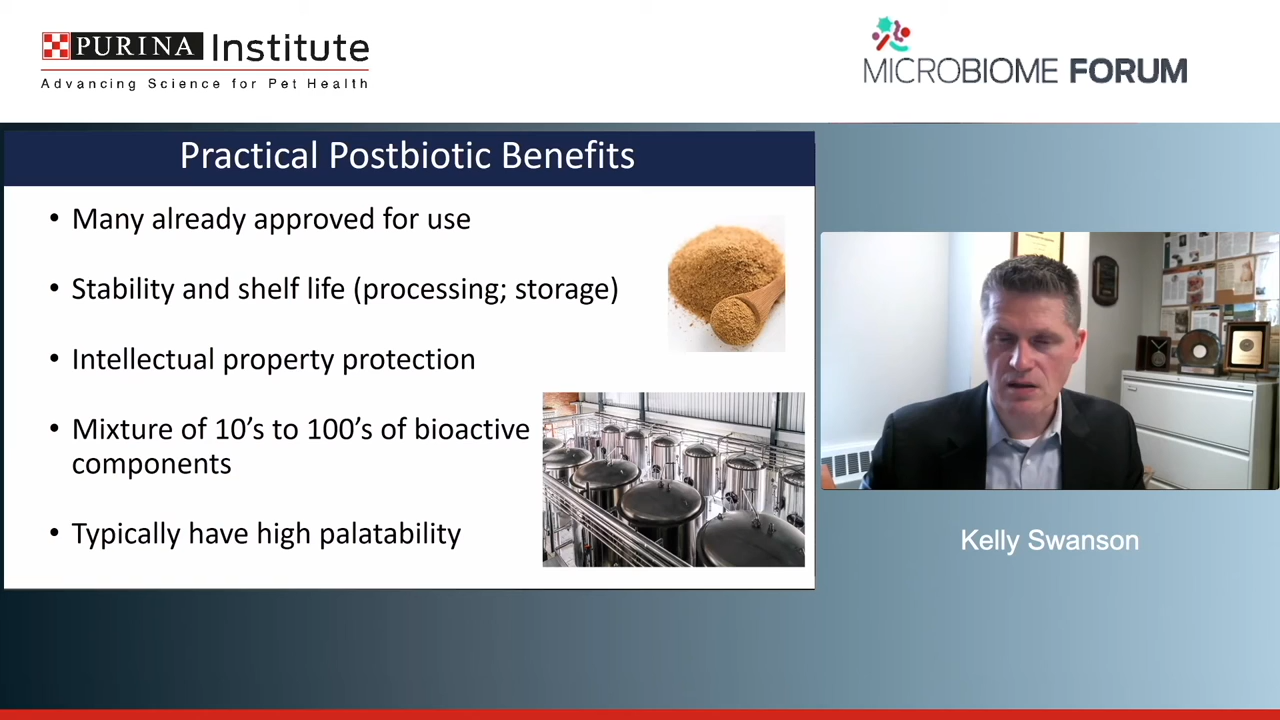 PURINA Institute
Advancing Science for Pet Health
MICROBIOME FORUM
Practical Postbiotic Benefits
• Many already approved for use
• Stability and shelf life (processing; storage)
• Intellectual property protection
• Mixture of 10’s to 100’s of bioactive
components
• Typically have high palatability
Kelly Swanson